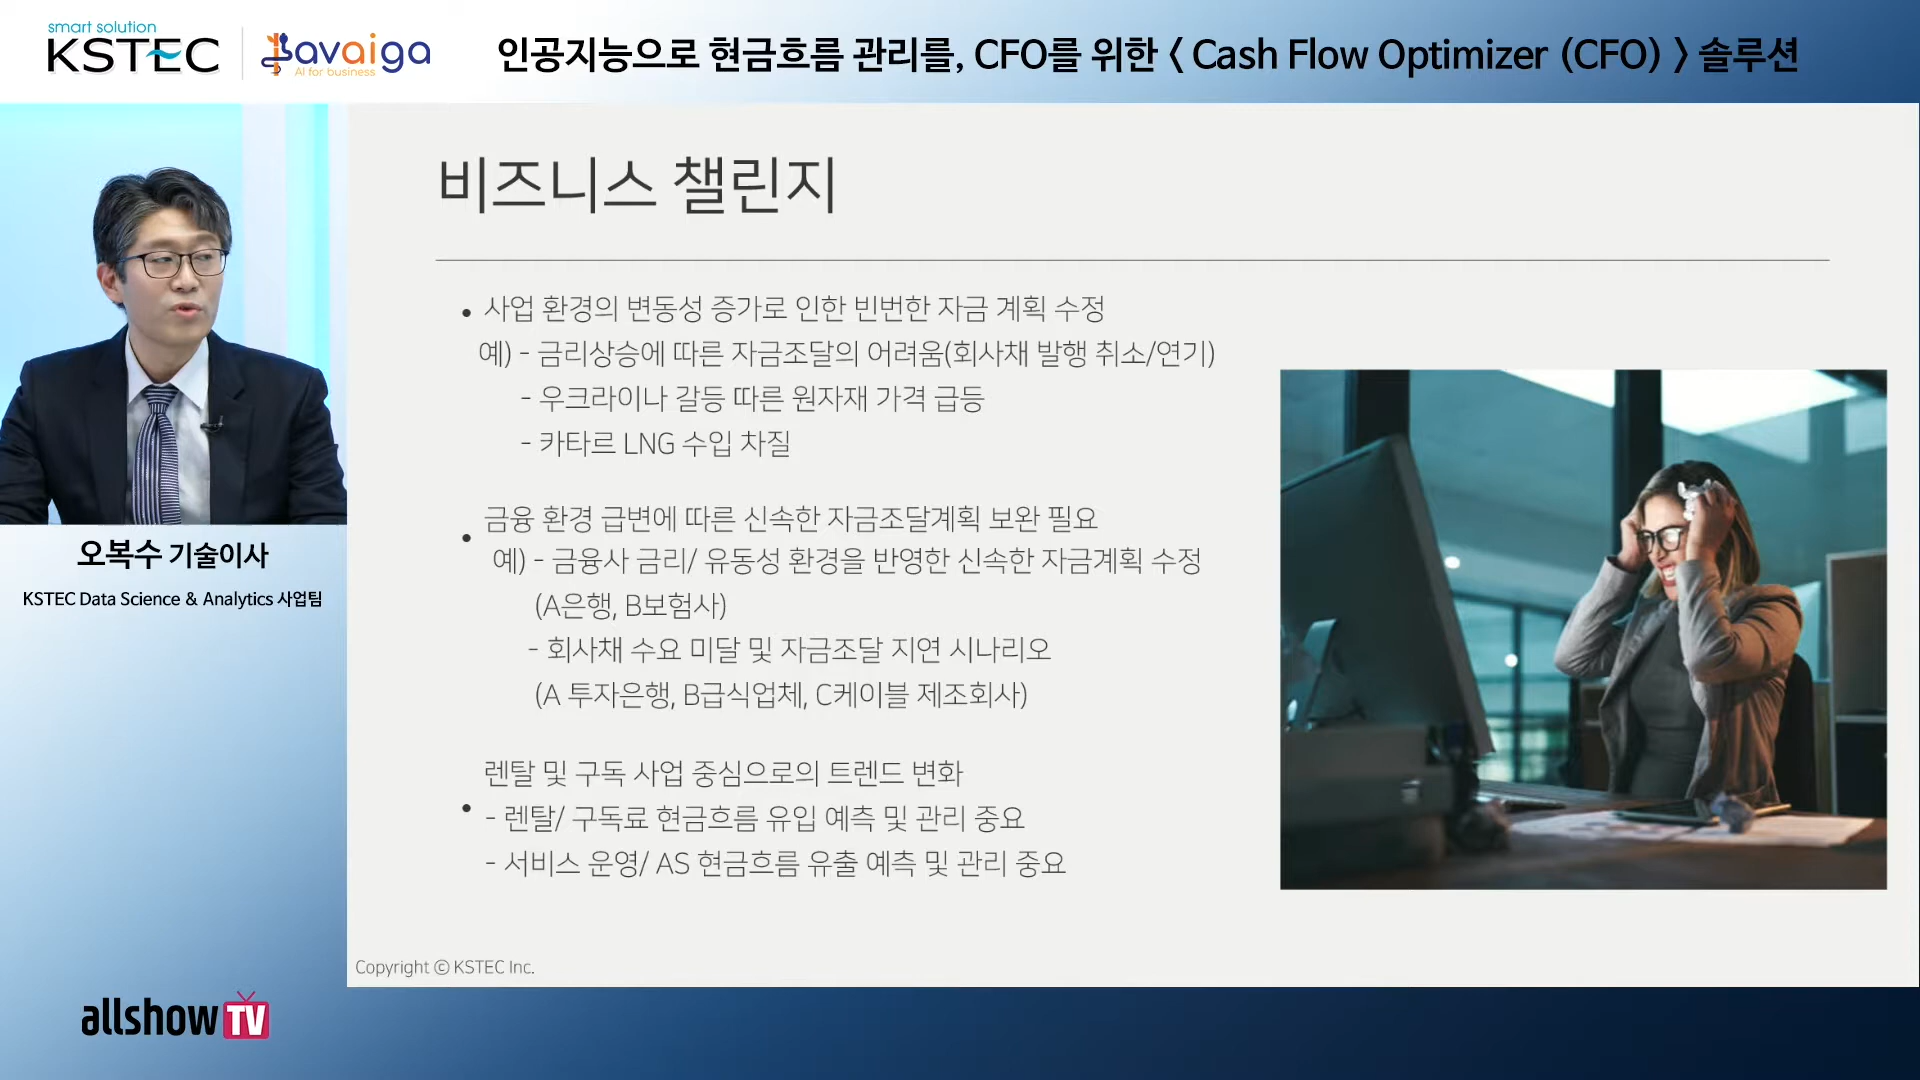 smart solution
KSTEC
avaiga
AI for business
인공지능으로 현금흐름 관리를, CFO를 위한 < Cash Flow Optimizer (CFO) > 솔루션
비즈니스 챌린지
• 사업 환경의 변동성 증가로 인한 빈번한 자금 계획 수정
예) - 금리상승에 따른 자금조달의 어려움(회사채 발행 취소/연기)
- 우크라이나 갈등 따른 원자재 가격 급등
- 카타르 LNG 수입 차질
• 금융 환경 급변에 따른 신속한 자금조달계획 보완 필요
예) - 금융사 금리/ 유동성 환경을 반영한 신속한 자금계획 수정
(A은행, B보험사)
- 회사채 수요 미달 및 자금조달 지연 시나리오
(A 투자은행, B급식업체, C케이블 제조회사)
• 렌탈 및 구독 사업 중심으로의 트렌드 변화
- 렌탈/ 구독료 현금흐름 유입 예측 및 관리 중요
- 서비스 운영/ AS 현금흐름 유출 예측 및 관리 중요
Copyright ⓒ KSTEC Inc.
오복수 기술이사
KSTEC Data Science & Analytics 사업팀
allshow TV